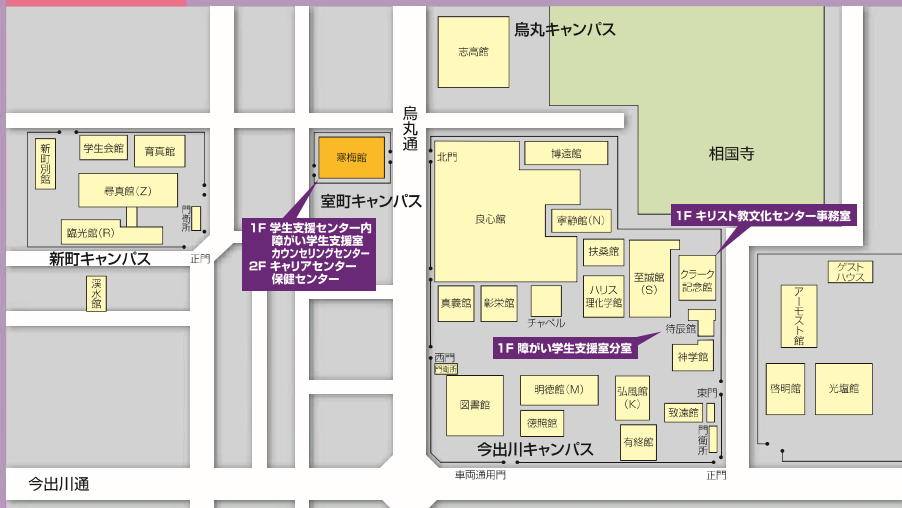 志高館
烏丸キャンパス
烏丸通
相国寺
新町別館
学生会館
育真館
寒梅館
北門
博遠館
尋真館(Z)
室町キャンパス
良心館
寧静館(N)
門衛所
臨光館(R)
1F 学生支援センター内
障がい学生支援室
カウンセリングセンター
2F キャリアセンター
保健センター
1F キリスト教文化センター事務室
新町キャンパス
正門
扶桑館
至誠館
(S)
クラーク
記念館
ゲスト
ハウス
渓水館
真義館
彰栄館
チャペル
ハリス
理化学館
アーモスト館
待辰館
1F 障がい学生支援室分室
神学館
西門
門衛所
図書館
明徳館(M)
弘風館
(K)
東門
啓明館
光塩館
徳照館
致遠館
有終館
門衛所
今出川キャンパス
車両通用門
正門
今出川通